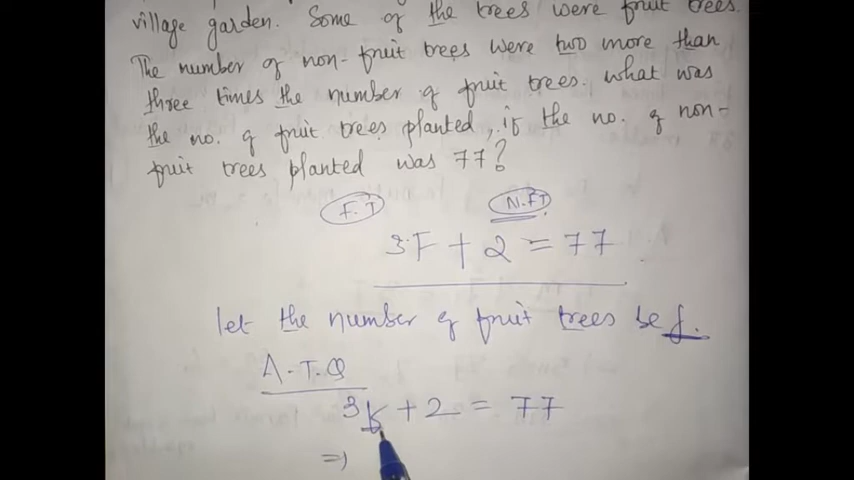 village garden. Some of the trees were fruit trees.
The number of non-fruit trees were two more than
three times the number of fruit trees. what was
the no. of fruit trees planted, if the no. of non-
fruit trees planted was 77?
F.T N.FT
3F + 2 = 77
let the number of fruit trees be f.
A.T.Q
3f + 2 = 77
=)